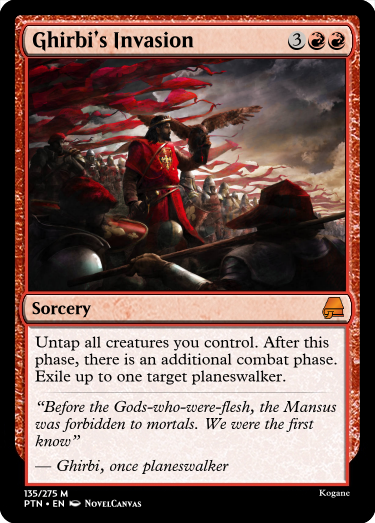 Ghirbi's Invasion 3
Sorcery
Untap all creatures you control. After this
phase, there is an additional combat phase.
Exile up to one target planeswalker.
“Before the Gods-who-were-flesh, the Mansus
was forbidden to mortals. We were the first
know”
— Ghirbi, once planeswalker
135/275 M
Kogane
PTN • EN NovelCanvas